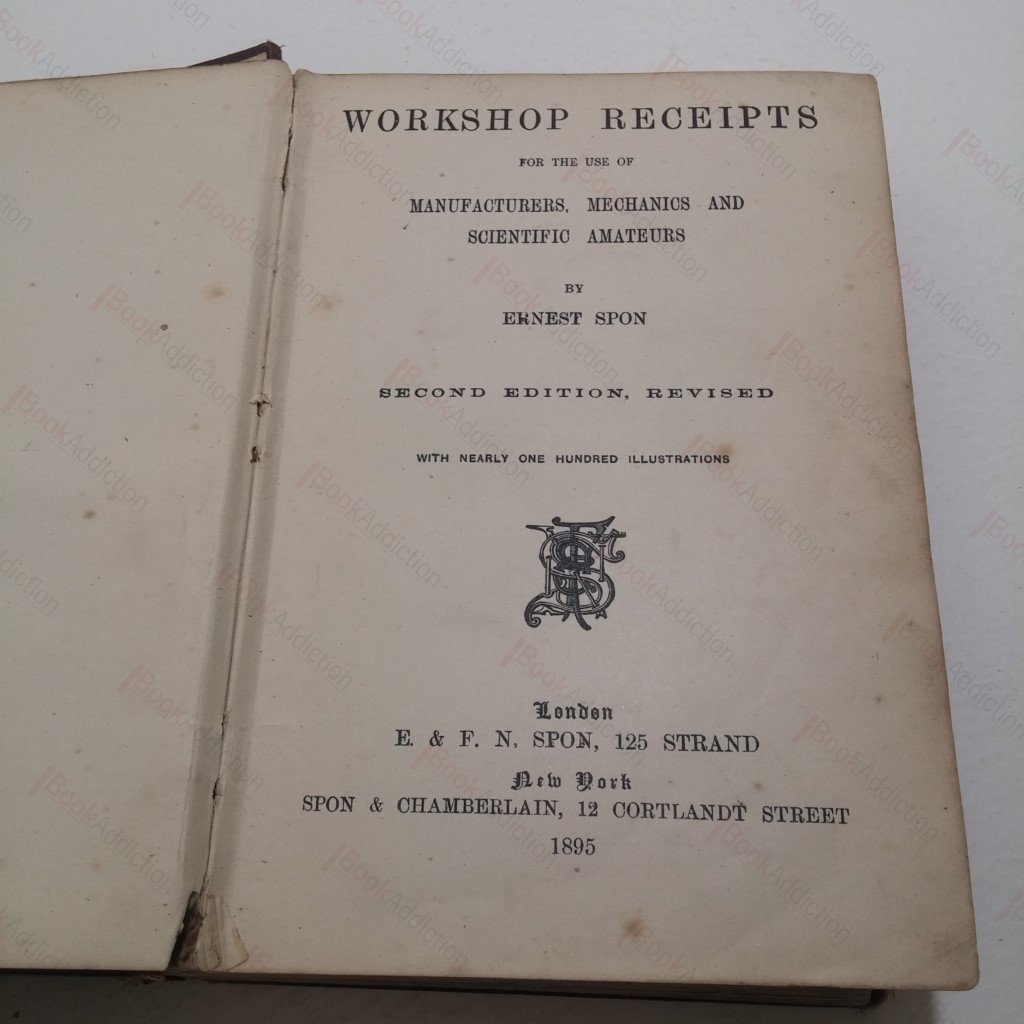 WORKSHOP RECEIPTS
FOR THE USE OF
MANUFACTURERS, MECHANICS AND
SCIENTIFIC AMATEURS
BY
ERNEST SPON
SECOND EDITION, REVISED
WITH NEARLY ONE HUNDRED ILLUSTRATIONS
London
E. & F. N. SPON, 125 STRAND
New York
SPON & CHAMBERLAIN, 12 CORTLANDT STREET
1895
BookAddiction